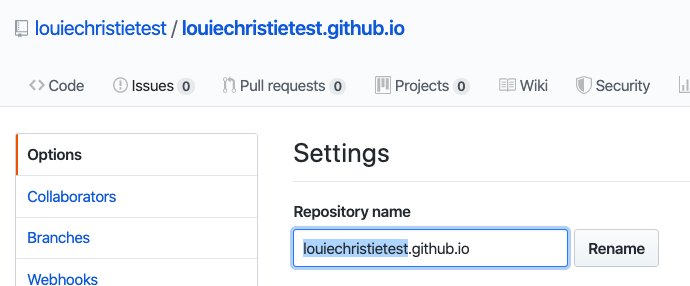 louiechristietest / louiechristietest.github.io
Code Issues 0 Pull requests 0 Projects 0 Wiki Security
Options
Collaborators
Branches
Webhooks
Settings
Repository name
louiechristietest.github.io Rename